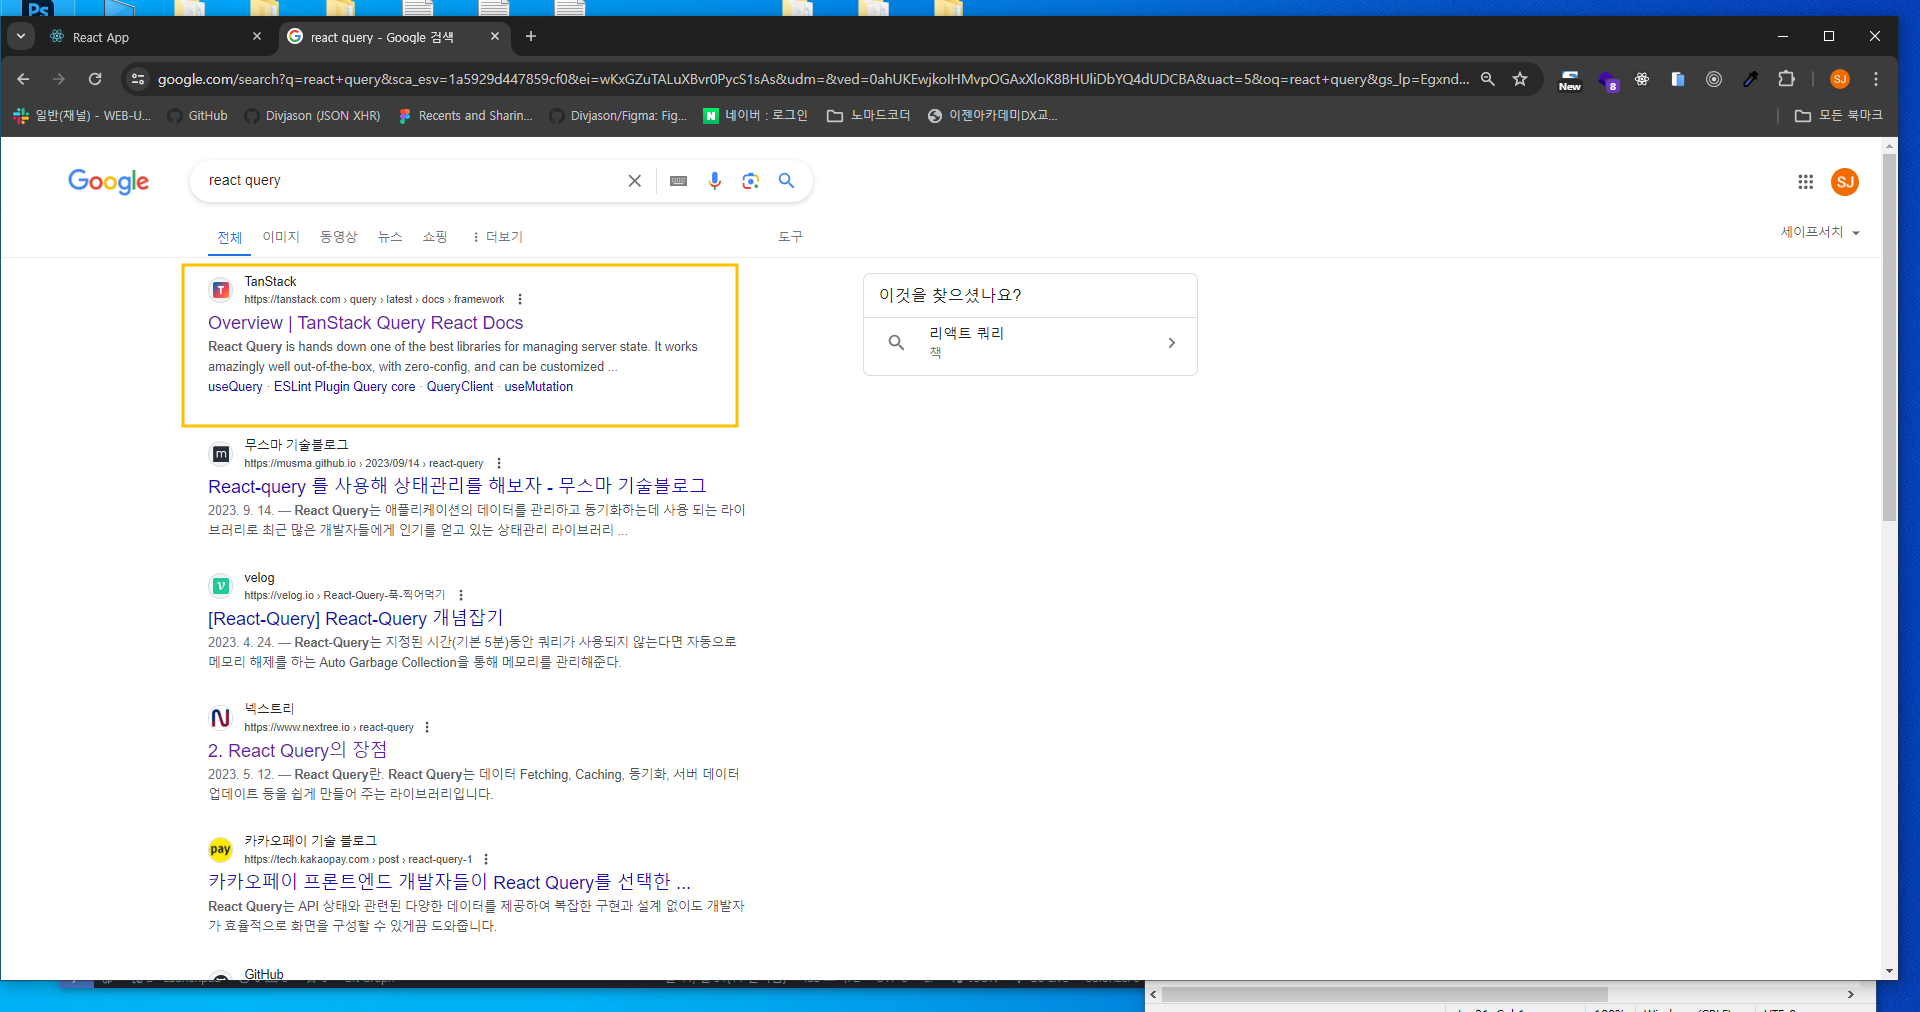 Ps
React App
react query - Google 검색
google.com/search?q=react+query&sca_esv=1a5929d447859cf0&ei=wKxGZuTALuXBvr0PycS1sAs&udm=&ved=0ahUKEwjkoIHMvpOGAxXloK8BHUliDbYQ4dUDCBA&uact=5&oq=react+query&gs_lp=Egxnd...
New
8
SJ
일반(채널) - WEB-U...
GitHub
Divjason (JSON XHR)
Recents and Sharin...
Divjason/Figma: Fig...
N
네이버 : 로그인
노마드코더
이젠아카데미DX교...
모든 북마크
Google
react query
SJ
전체
이미지
동영상
뉴스
쇼핑
더보기
도구
세이프서치
T
TanStack
https://tanstack.com › query › latest › docs › framework
Overview | TanStack Query React Docs
React Query is hands down one of the best libraries for managing server state. It works
amazingly well out-of-the-box, with zero-config, and can be customized ...
useQuery · ESLint Plugin Query core · QueryClient · useMutation
이것을 찾으셨나요?
리액트 쿼리
책
m
무스마 기술블로그
https://musma.github.io › 2023/09/14 › react-query
React-query 를 사용해 상태관리를 해보자 - 무스마 기술블로그
2023. 9. 14. — React Query는 애플리케이션의 데이터를 관리하고 동기화하는데 사용 되는 라이
브러리로 최근 많은 개발자들에게 인기를 얻고 있는 상태관리 라이브러리 ...
v
velog
https://velog.io › React-Query-푹-찍어먹기
[React-Query] React-Query 개념잡기
2023. 4. 24. — React-Query는 지정된 시간(기본 5분)동안 쿼리가 사용되지 않는다면 자동으로
메모리 해제를 하는 Auto Garbage Collection을 통해 메모리를 관리해준다.
N
넥스트리
https://www.nextree.io › react-query
2. React Query의 장점
2023. 5. 12. — React Query란. React Query는 데이터 Fetching, Caching, 동기화, 서버 데이터
업데이트 등을 쉽게 만들어 주는 라이브러리입니다.
pay
카카오페이 기술 블로그
https://tech.kakaopay.com › post › react-query-1
카카오페이 프론트엔드 개발자들이 React Query를 선택한 ...
React Query는 API 상태와 관련된 다양한 데이터를 제공하여 복잡한 구현과 설계 없이도 개발자
가 효율적으로 화면을 구성할 수 있게끔 도와줍니다.
GitHub